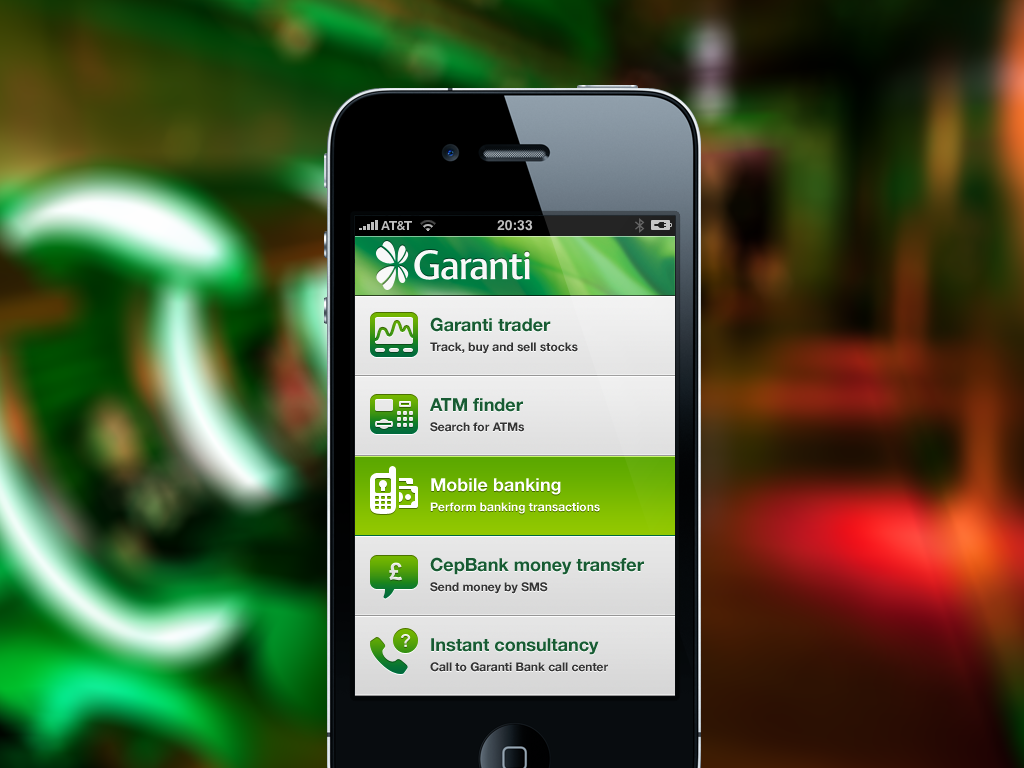 AT&T 20:33
Garanti
Garanti trader
Track, buy and sell stocks
ATM finder
Search for ATMs
Mobile banking
Perform banking transactions
£
CepBank money transfer
Send money by SMS
?
Instant consultancy
Call to Garanti Bank call center